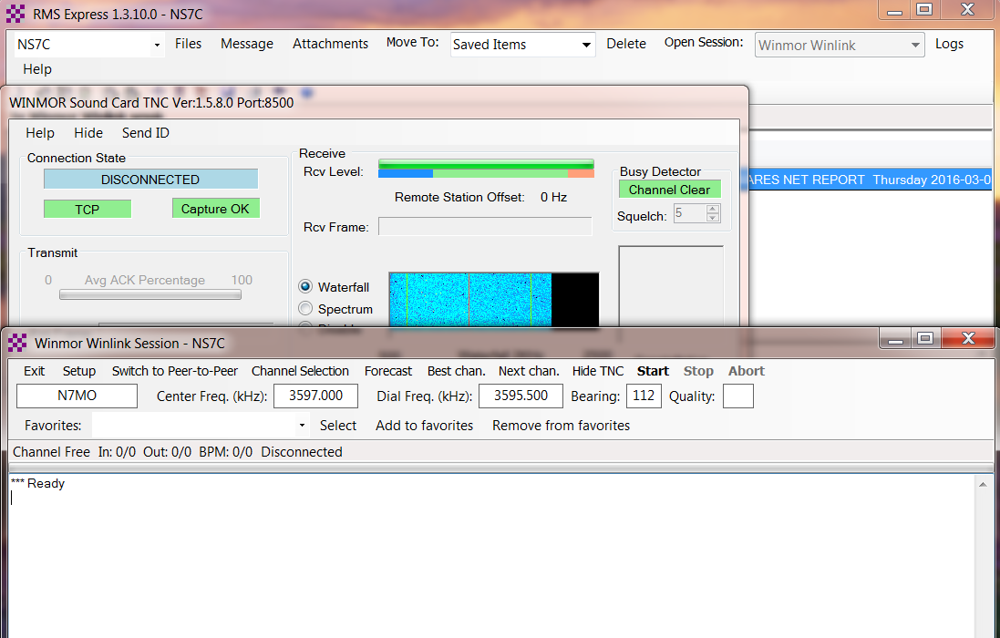 RMS Express 1.3.10.0 - NS7C
NS7C Files Message Attachments Move To: Saved Items Delete Open Session: Winmor Winlink Logs
Help
WINMOR Sound Card TNC Ver:1.5.8.0 Port:8500
Help Hide Send ID
Connection State
DISCONNECTED
TCP Capture OK
Transmit
0 Avg ACK Percentage 100
Receive
Rcv Level:
Remote Station Offset: 0 Hz
Rcv Frame:
Waterfall
Spectrum
Busy Detector
Channel Clear
Squelch: 5
ARES NET REPORT Thursday 2016-03-0
Winmor Winlink Session - NS7C
Exit Setup Switch to Peer-to-Peer Channel Selection Forecast Best chan. Next chan. Hide TNC Start Stop Abort
N7MO Center Freq. (kHz): 3597.000 Dial Freq. (kHz): 3595.500 Bearing: 112 Quality:
Favorites: Select Add to favorites Remove from favorites
Channel Free In: 0/0 Out: 0/0 BPM: 0/0 Disconnected
*** Ready